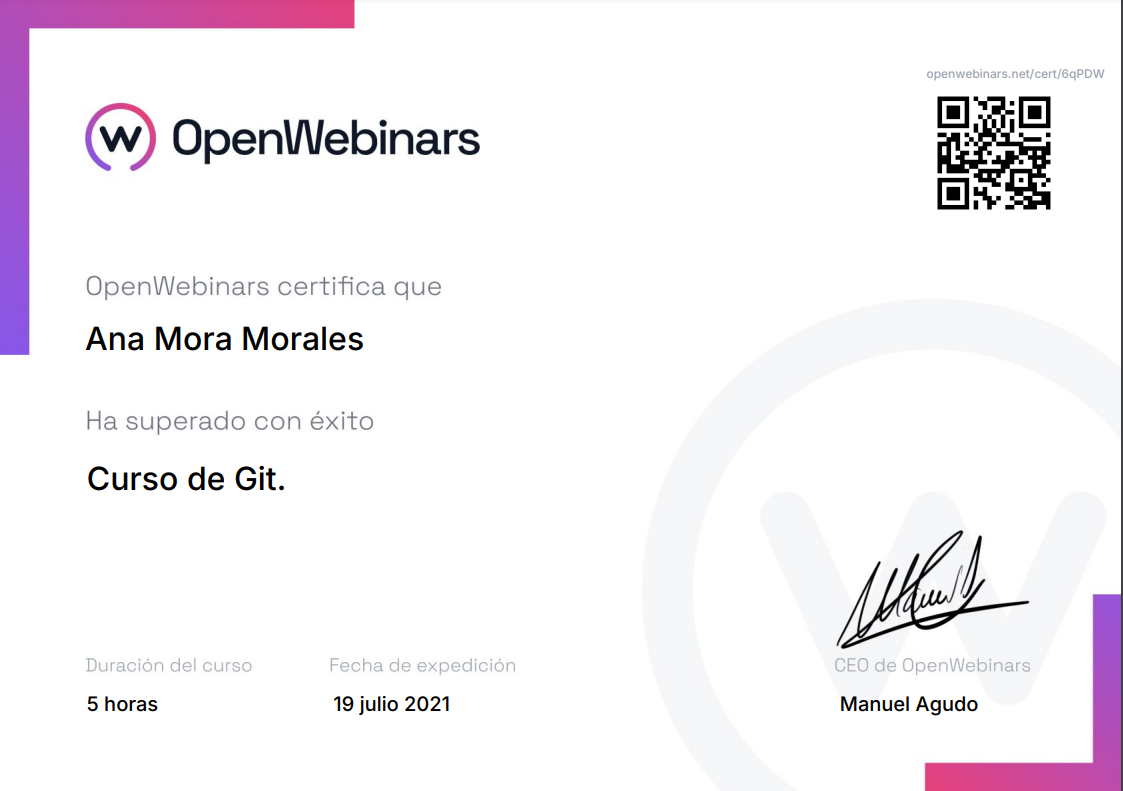 openwebinars.net/cert/6qPDW
OpenWebinars
OpenWebinars certifica que
Ana Mora Morales
Ha superado con éxito
Curso de Git.
Duración del curso
5 horas
Fecha de expedición
19 julio 2021
CEO de OpenWebinars
Manuel Agudo